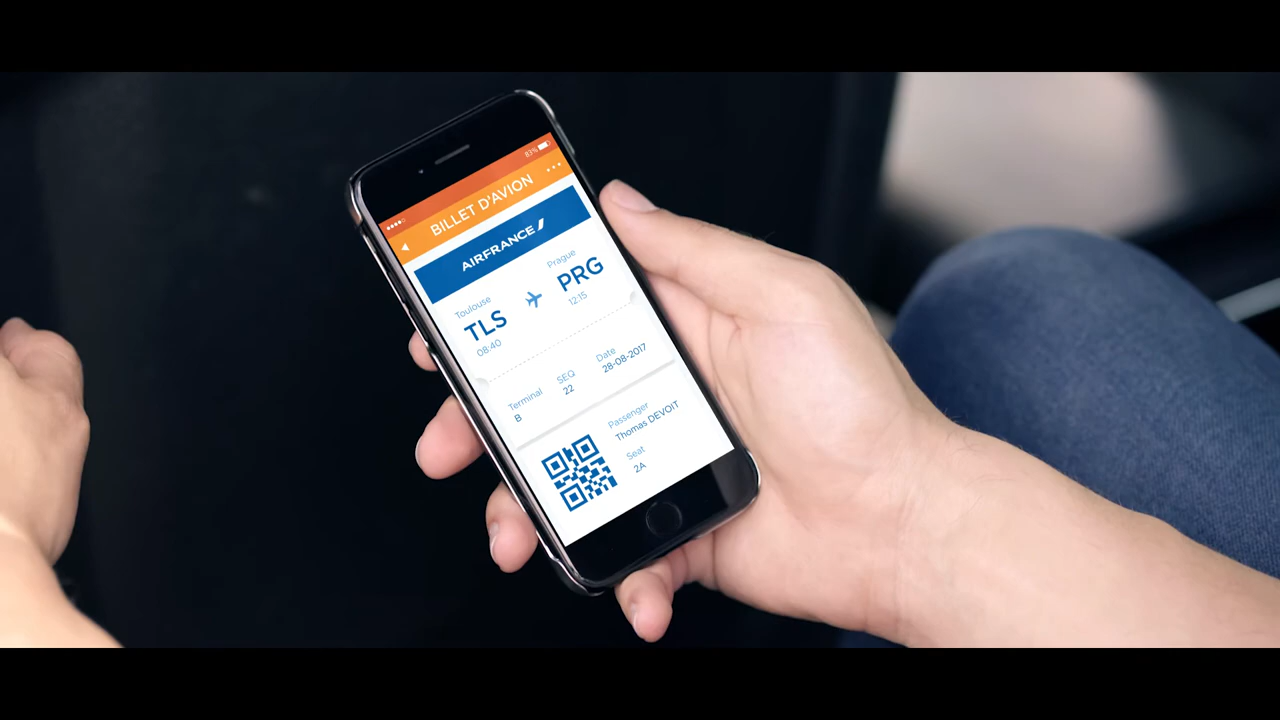 83%
BILLET D'AVION
AIRFRANCE
Toulouse
Prague
TLS
PRG
08:40
12:15
Terminal
SEQ
Date
B
22
28-08-2017
Passenger
Thomas DEVOIT
Seat
2A